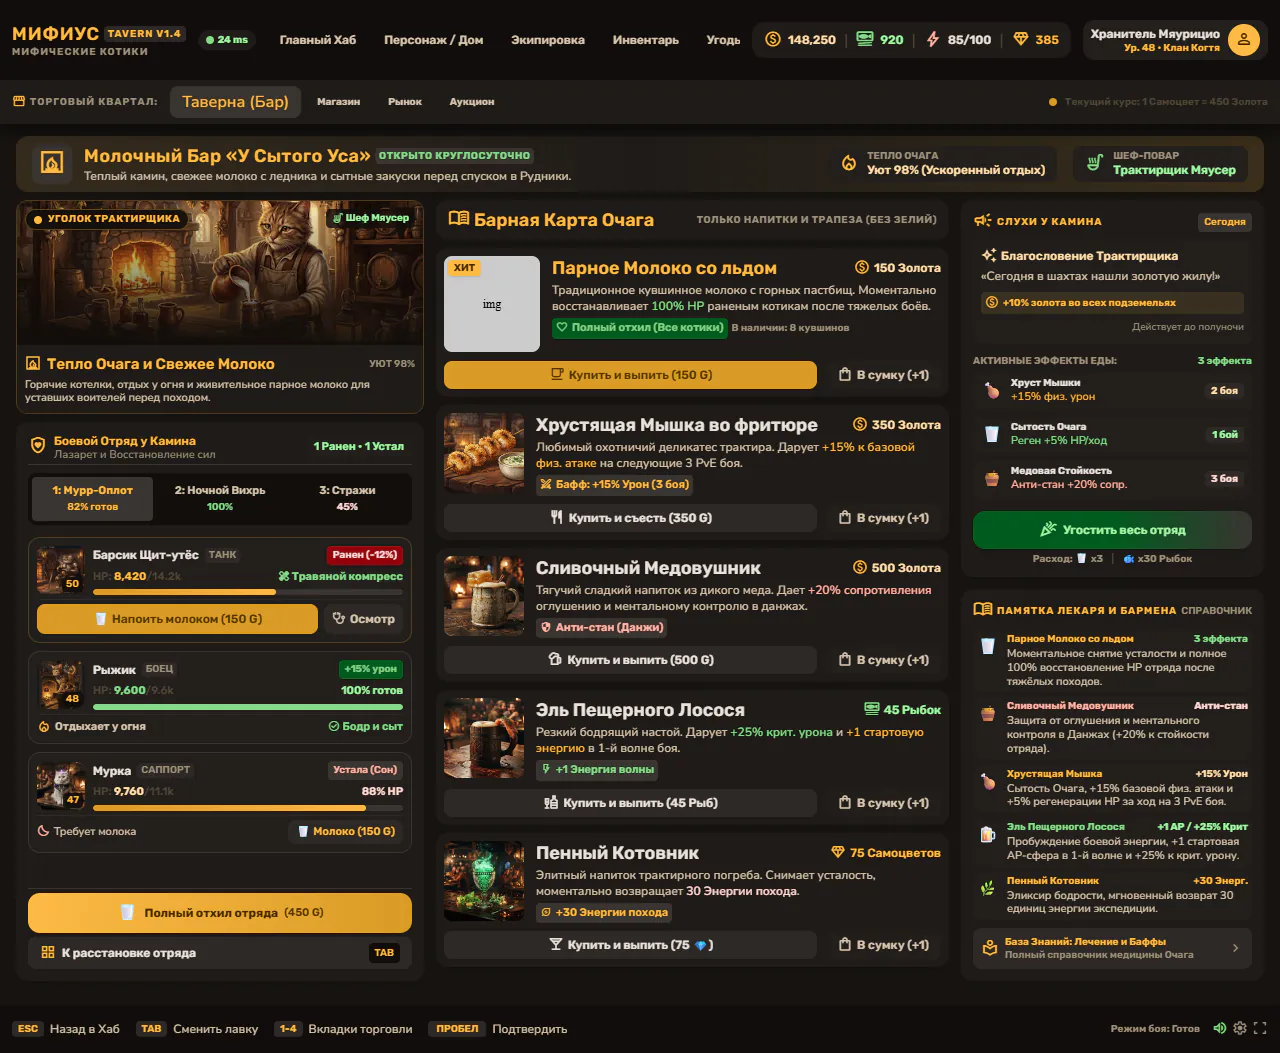 МИФИУС TAVERN V1.4
МИФИЧЕСКИЕ КОТИКИ
24 ms
Главный Хаб
Персонаж / Дом
Экипировка
Инвентарь
Угодь
148,250
920
85/100
385
Хранитель Мяурицио
Ур. 48 • Клан Когтя
ТОРГОВЫЙ КВАРТАЛ:
Таверна (Бар)
Магазин
Рынок
Аукцион
Текущий курс: 1 Самоцвет = 450 Золота
Молочный Бар «У Сытого Уса» ОТКРЫТО КРУГЛОСУТОЧНО
Теплый камин, свежее молоко с ледника и сытные закуски перед спуском в Рудники.
ТЕПЛО ОЧАГА
Уют 98% (Ускоренный отдых)
ШЕФ-ПОВАР
Трактирщик Мяусер
УГОЛОК ТРАКТИРЩИКА
Шеф Мяусер
Тепло Очага и Свежее Молоко
УЮТ 98%
Горячие котелки, отдых у огня и живительное парное молоко для
уставших воителей перед походом.
Боевой Отряд у Камина
Лазарет и Восстановление сил
1 Ранен • 1 Устал
1: Мурр-Оплот
82% готов
2: Ночной Вихрь
100%
3: Стражи
45%
Барсик Щит-утёс ТАНК
Ранен (-12%)
HP: 8,420/14.2k
Травяной компресс
50
Напоить молоком (150 G)
Осмотр
Рыжик БОЕЦ
+15% урон
HP: 9,600/9.6k
100% готов
48
Отдыхает у огня
Бодр и сыт
Мурка САППОРТ
Устала (Сон)
HP: 9,760/11.1k
88% HP
47
Требует молока
Молоко (150 G)
Полный отхил отряда (450 G)
К расстановке отряда
TAB
Барная Карта Очага
ТОЛЬКО НАПИТКИ И ТРАПЕЗА (БЕЗ ЗЕЛИЙ)
ХИТ
img
Парное Молоко со льдом
150 Золота
Традиционное кувшинное молоко с горных пастбищ. Моментально
восстанавливает 100% HP раненым котикам после тяжелых боёв.
Полный отхил (Все котики) В наличии: 8 кувшинов
Купить и выпить (150 G)
В сумку (+1)
Хрустящая Мышка во фритюре
350 Золота
Любимый охотничий деликатес трактира. Дарует +15% к базовой
физ. атаке на следующие 3 PvE боя.
Бафф: +15% Урон (3 боя)
Купить и съесть (350 G)
В сумку (+1)
Сливочный Медовушник
500 Золота
Тягучий сладкий напиток из дикого меда. Дает +20% сопротивления
оглушению и ментальному контролю в данжах.
Анти-стан (Данжи)
Купить и выпить (500 G)
В сумку (+1)
Эль Пещерного Лосося
45 Рыбок
Резкий бодрящий настой. Дарует +25% крит. урона и +1 стартовую
энергию в 1-й волне боя.
+1 Энергия волны
Купить и выпить (45 Рыб)
В сумку (+1)
Пенный Котовник
75 Самоцветов
Элитный напиток трактирного погреба. Снимает усталость,
моментально возвращает 30 Энергии похода.
+30 Энергии похода
Купить и выпить (75 )
В сумку (+1)
СЛУХИ У КАМИНА
Сегодня
Благословение Трактирщика
«Сегодня в шахтах нашли золотую жилу!»
+10% золота во всех подземельях
Действует до полуночи
АКТИВНЫЕ ЭФФЕКТЫ ЕДЫ:
3 эффекта
Хруст Мышки
+15% физ. урон
2 боя
Сытость Очага
Реген +5% HP/ход
1 бой
Медовая Стойкость
Анти-стан +20% сопр.
3 боя
Угостить весь отряд
Расход: x3 | x30 Рыбок
ПАМЯТКА ЛЕКАРЯ И БАРМЕНА
СПРАВОЧНИК
Парное Молоко со льдом
3 эффекта
Моментальное снятие усталости и полное
100% восстановление HP отряда после
тяжёлых походов.
Сливочный Медовушник
Анти-стан
Защита от оглушения и ментального
контроля в Данжах (+20% к стойкости
отряда).
Хрустящая Мышка
+15% Урон
Сытость Очага, +15% базовой физ. атаки и
+5% регенерации HP за ход на 3 PvE боя.
Эль Пещерного Лосося
+1 AP / +25% Крит
Пробуждение боевой энергии, +1 стартовая
AP-сфера в 1-й волне и +25% к крит. урону.
Пенный Котовник
+30 Энерг.
Эликсир бодрости, мгновенный возврат 30
единиц энергии экспедиции.
База Знаний: Лечение и Баффы
Полный справочник медицины Очага
ESC Назад в Хаб
TAB Сменить лавку
1-4 Вкладки торговли
ПРОБЕЛ Подтвердить
Режим боя: Готов